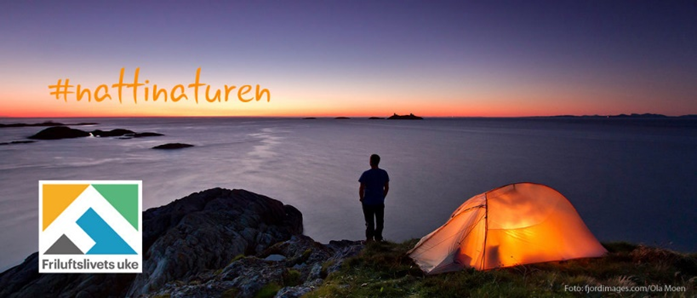 #nattinaturen
Friluftslivets uke
Foto: fjordimages.com/Ola Moen